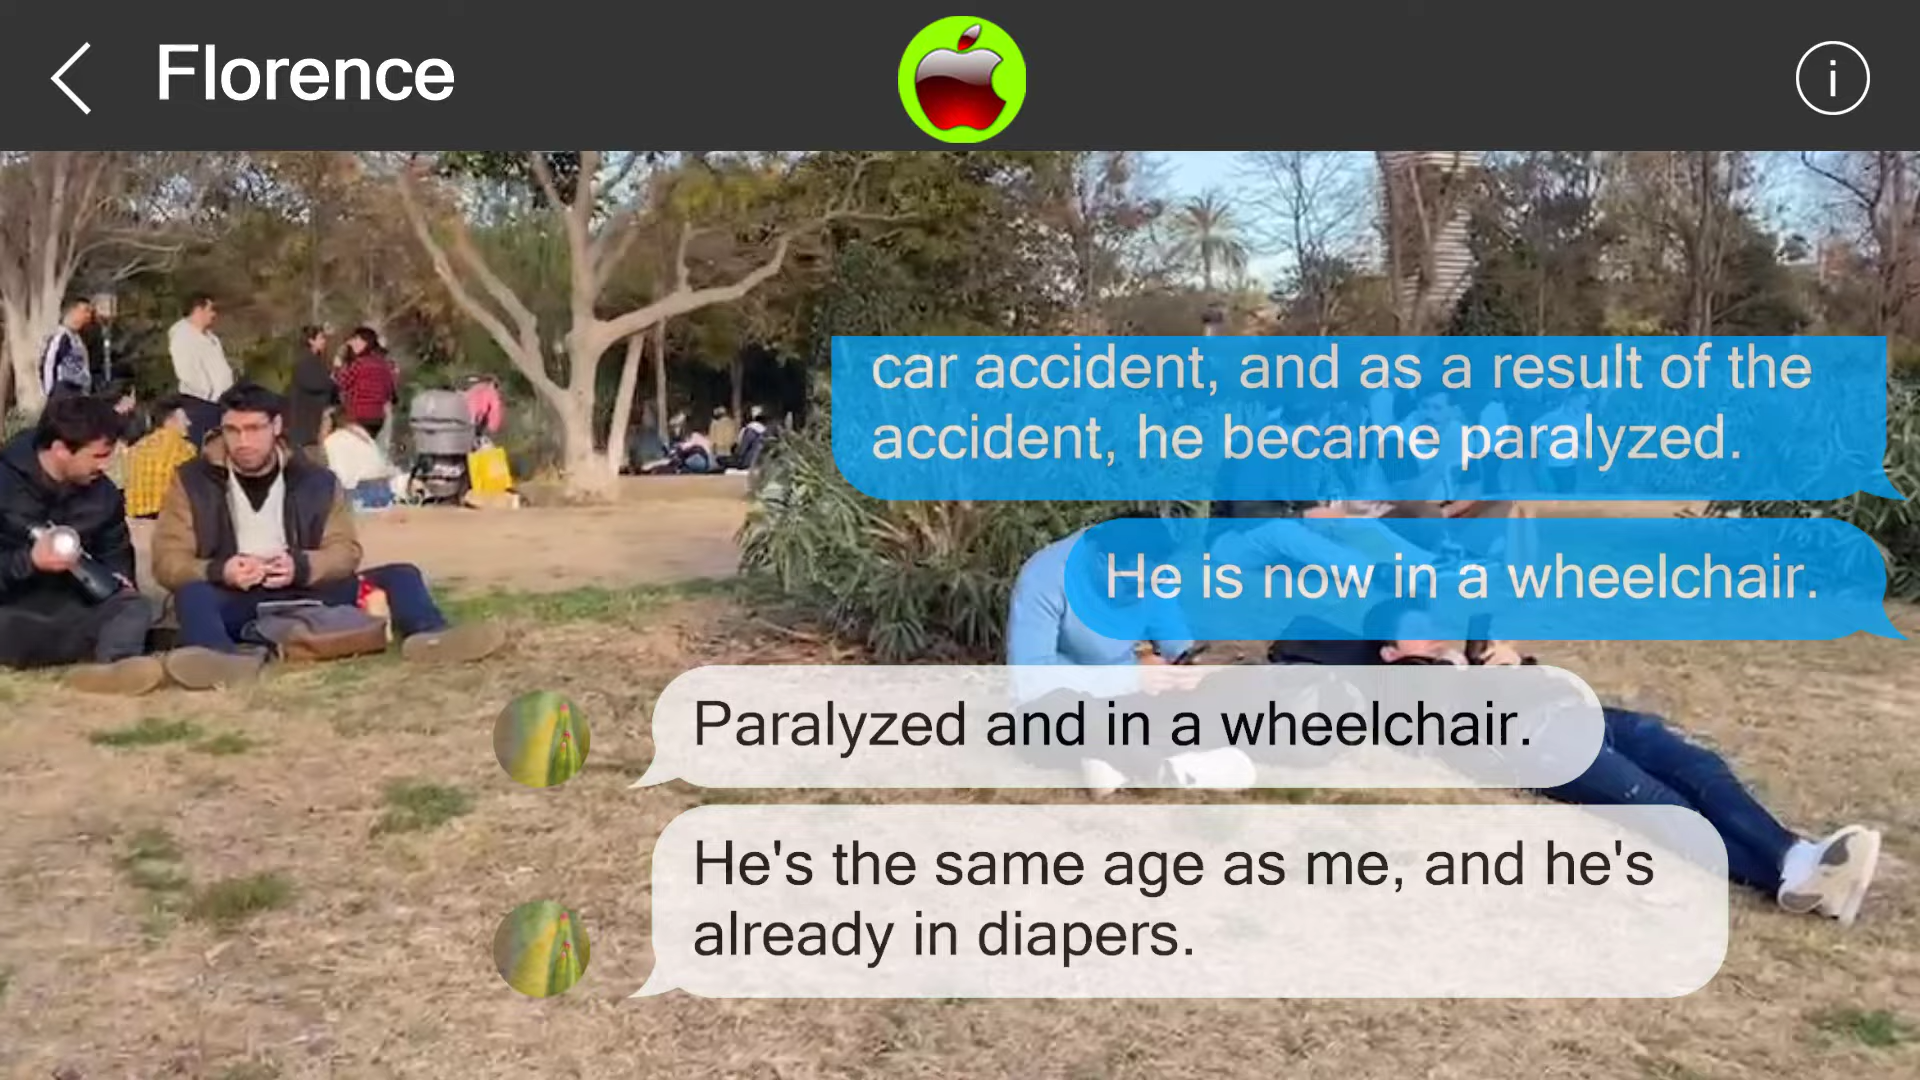 Florence
i
car accident, and as a result of the
accident, he became paralyzed.
He is now in a wheelchair.
Paralyzed and in a wheelchair.
He's the same age as me, and he's
already in diapers.